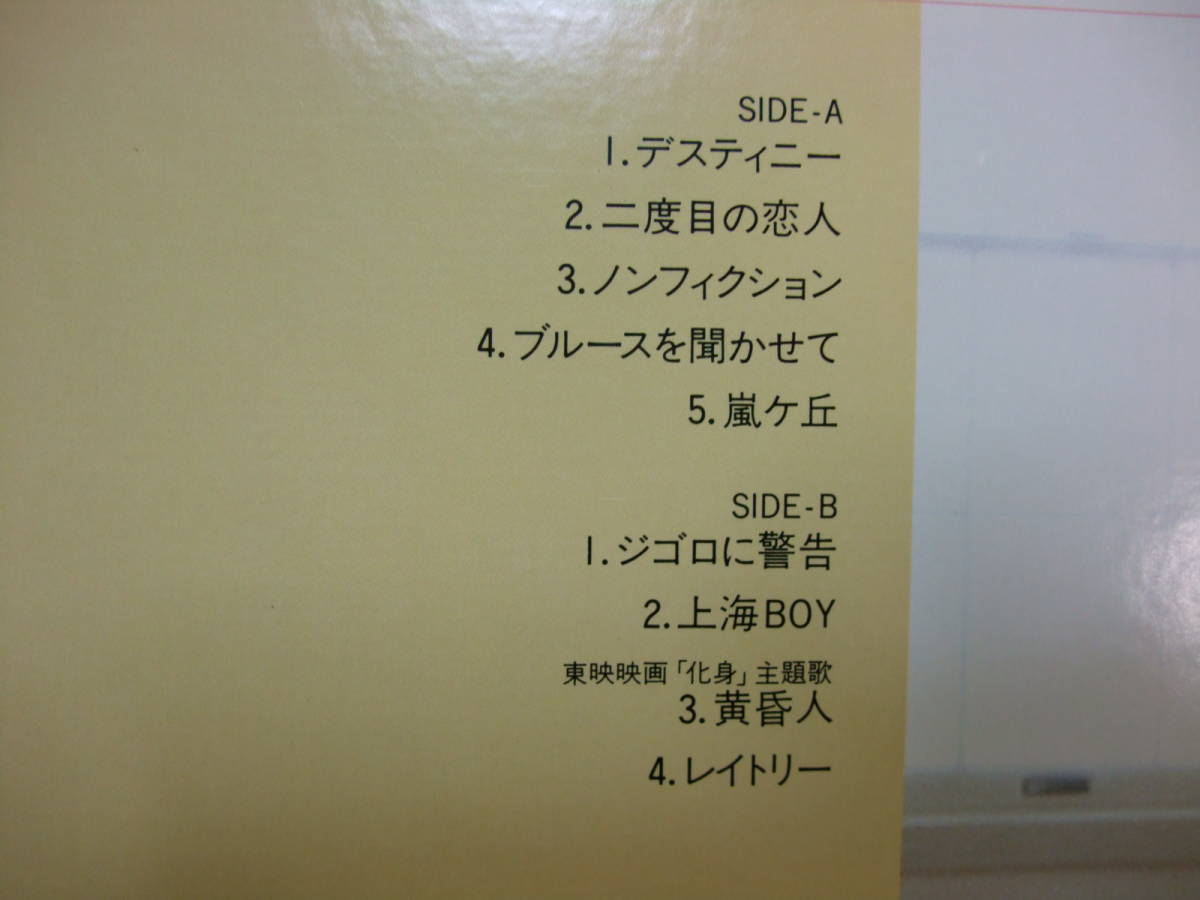 SIDE-A
1.デスティニー
2.二度目の恋人
3.ノンフィクション
4.ブルースを聞かせて
5.嵐ケ丘
SIDE-B
1.ジゴロに警告
2.上海BOY
東映映画「化身」主題歌
3.黄昏人
4.レイトリー